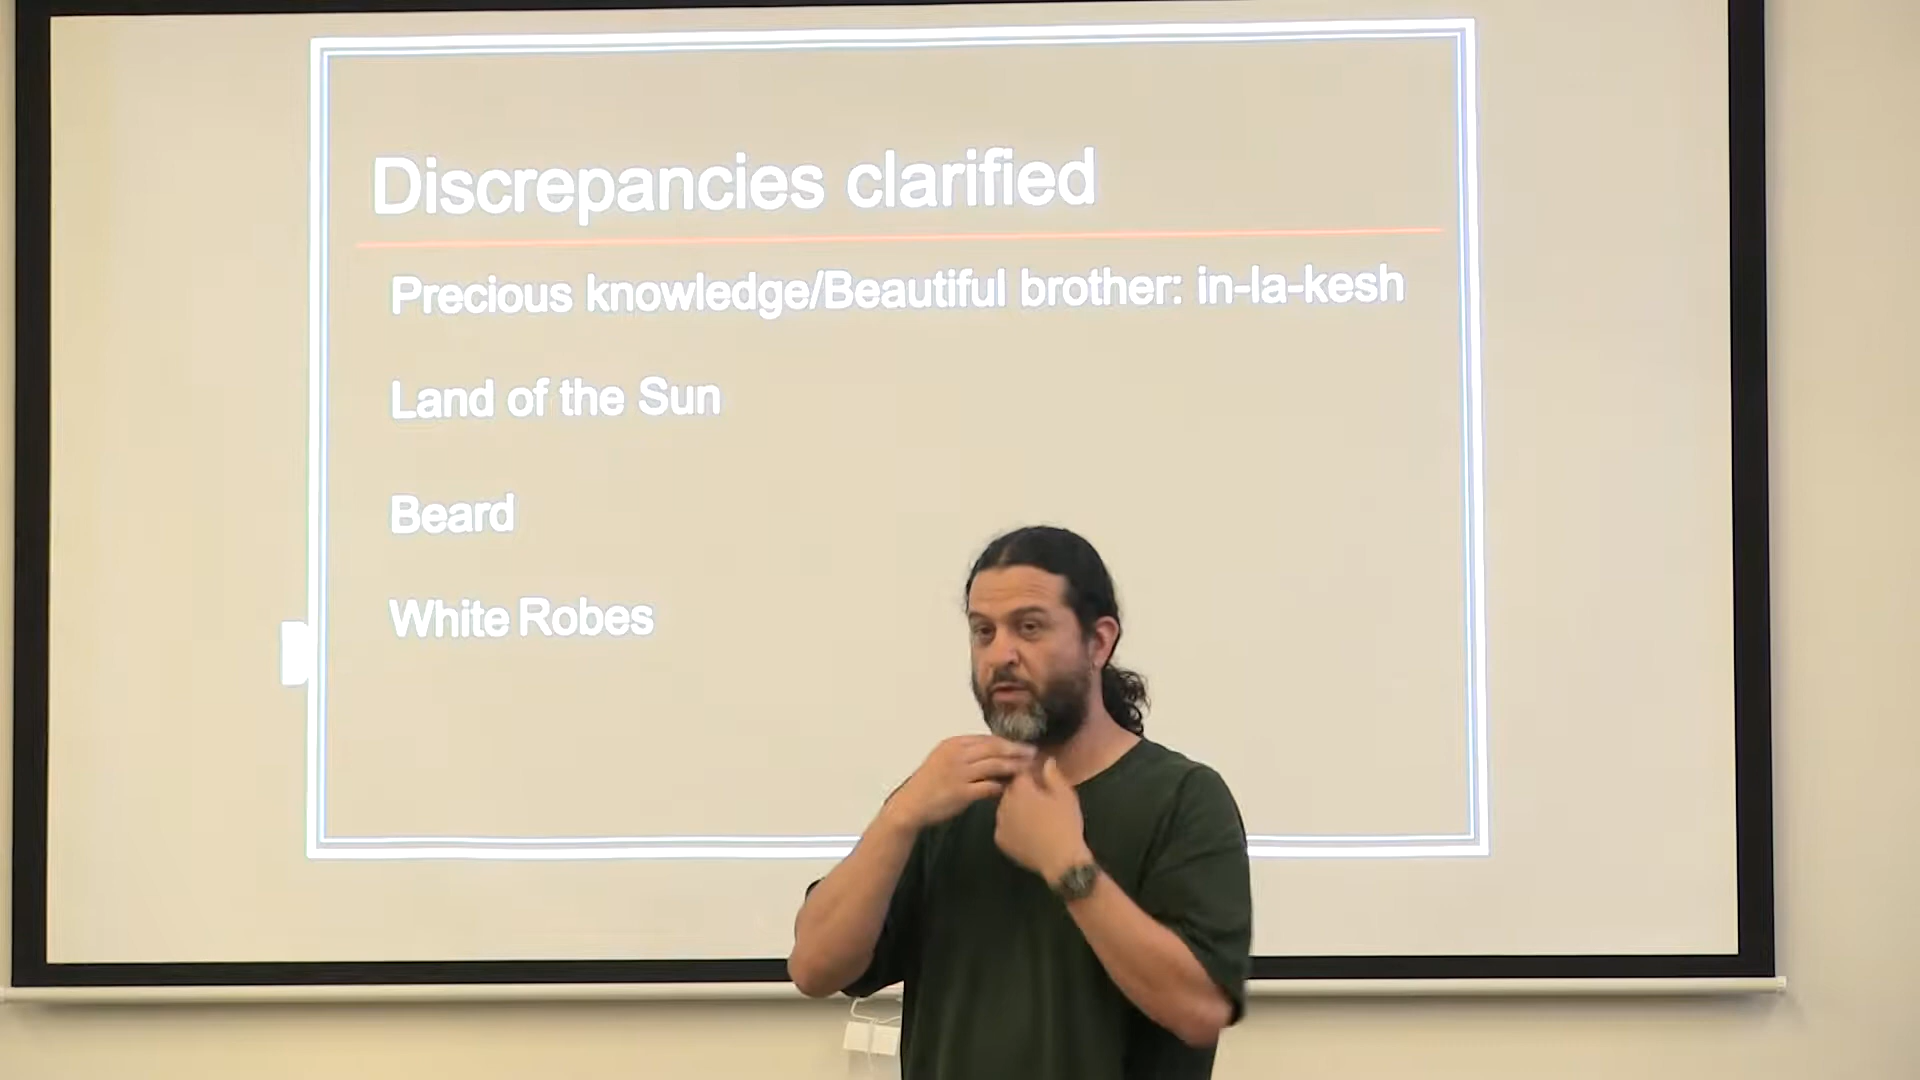 Discrepancies clarified
Precious knowledge/Beautiful brother: in-la-kesh
Land of the Sun
Beard
White Robes